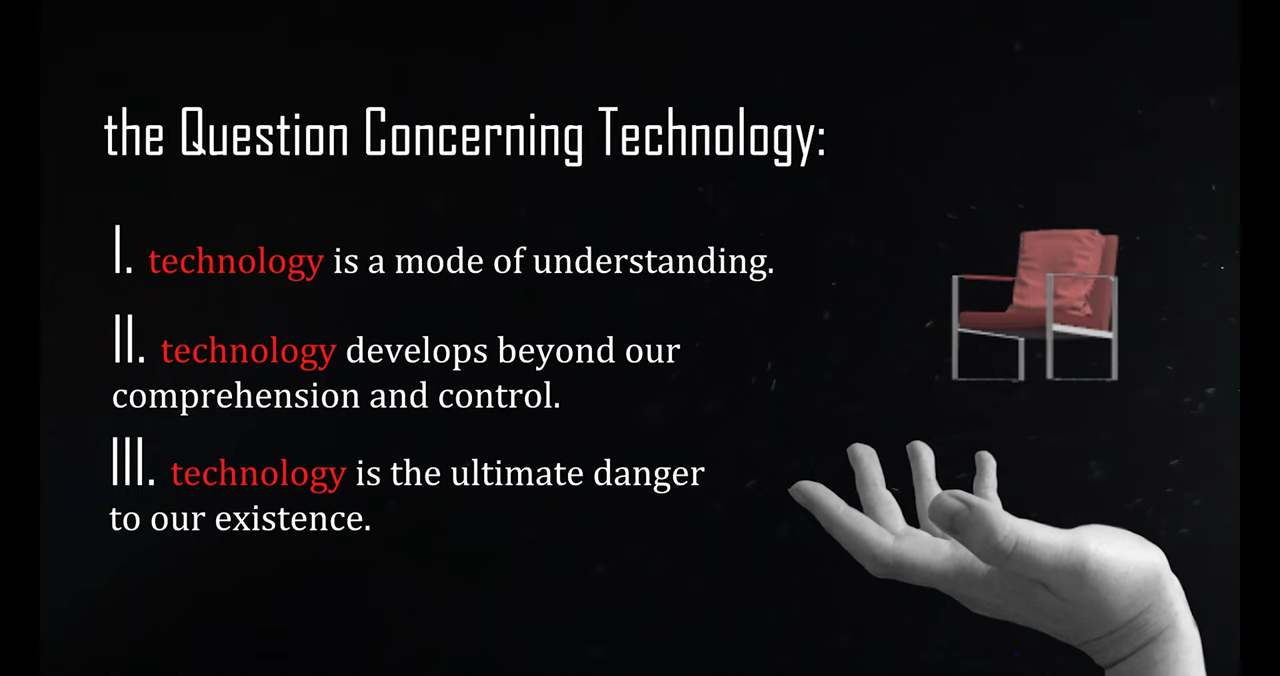 the Question Concerning Technology:
I. technology is a mode of understanding.
II. technology develops beyond our
comprehension and control.
III. technology is the ultimate danger
to our existence.